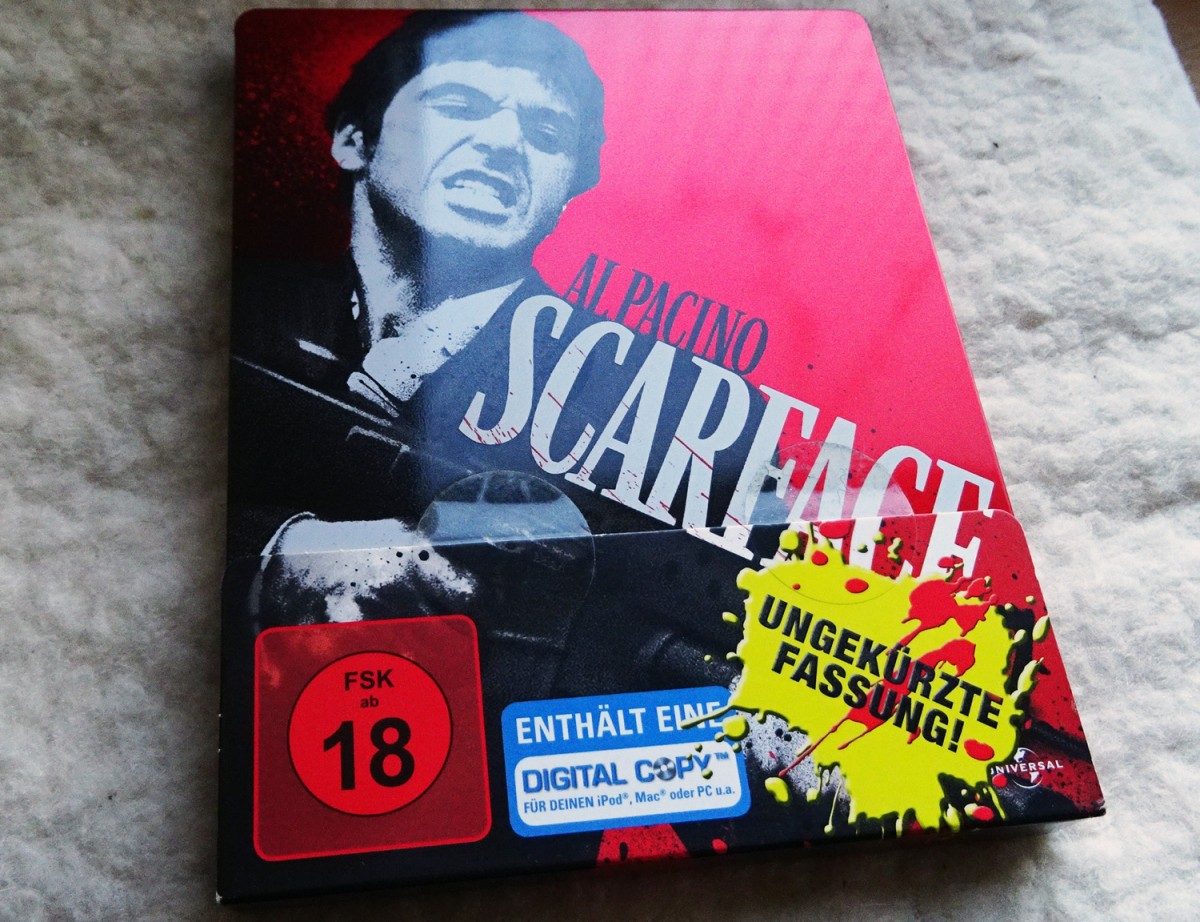 AL PACINO
SCARFACE
UNGEKÜRZTE
FASSUNG!
FSK
ab
18
ENTHÄLT EINE
DIGITAL COPY™
FÜR DEINEN iPod®, Mac® oder PC u.a.
UNIVERSAL